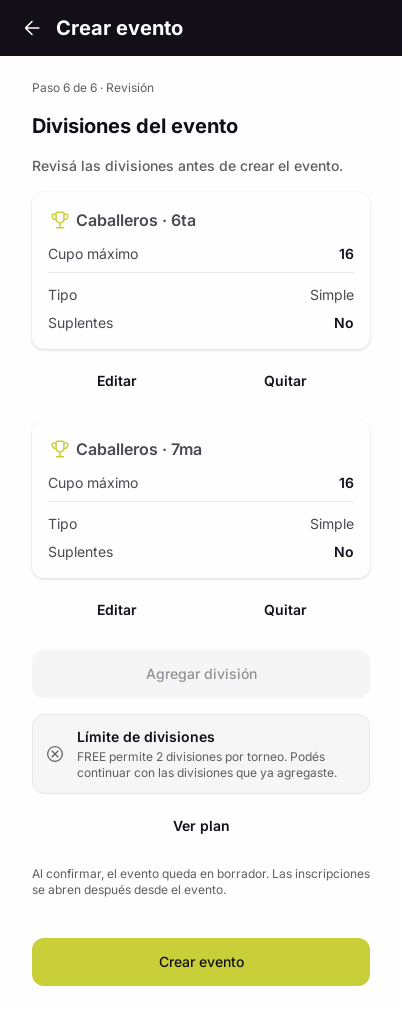 Crear evento
Paso 6 de 6 · Revisión
Divisiones del evento
Revisá las divisiones antes de crear el evento.
Caballeros · 6ta
Cupo máximo 16
Tipo Simple
Suplentes No
Editar Quitar
Caballeros · 7ma
Cupo máximo 16
Tipo Simple
Suplentes No
Editar Quitar
Agregar división
Límite de divisiones
FREE permite 2 divisiones por torneo. Podés
continuar con las divisiones que ya agregaste.
Ver plan
Al confirmar, el evento queda en borrador. Las inscripciones
se abren después desde el evento.
Crear evento